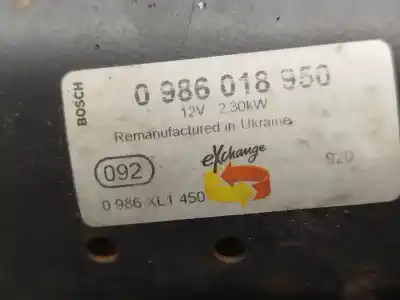 BOSCH
0 986 018 950
12V 2.30kW
Remanufactured in Ukraine
092
eXchange
920
0 986 XL1 450